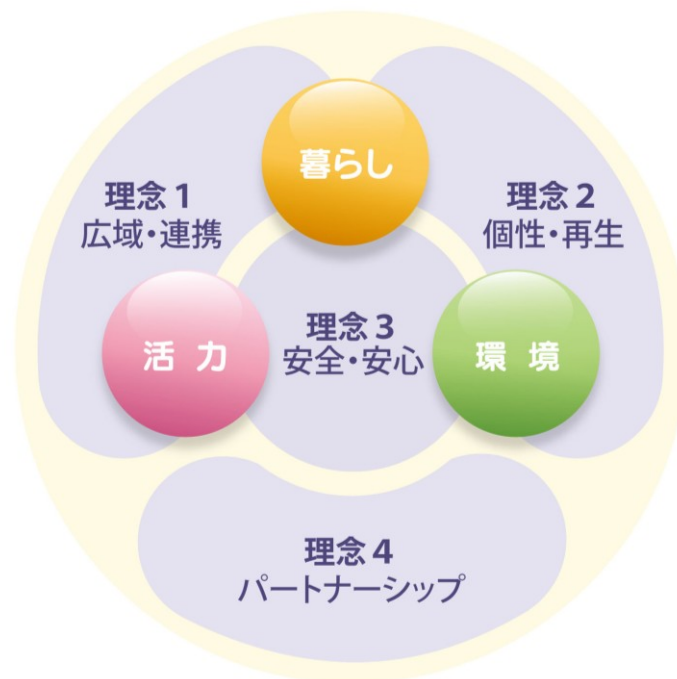 暮らし
理念1
広域・連携
理念2
個性・再生
活力
理念3
安全・安心
環境
理念4
パートナーシップ